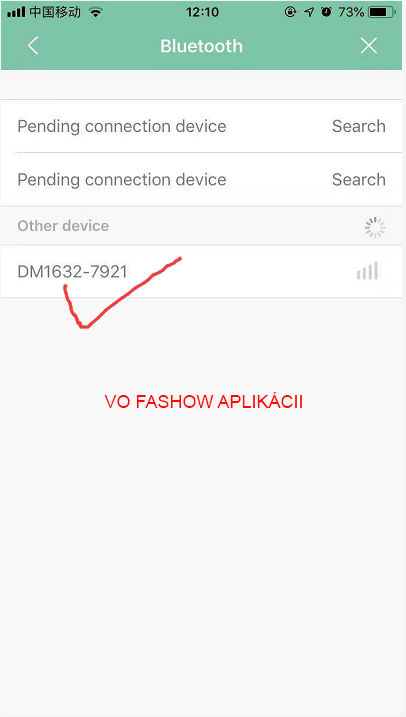 中国移动 12:10 73%
Bluetooth
Pending connection device Search
Pending connection device Search
Other device
DM1632-7921
VO FASHOW APLIKÁCII